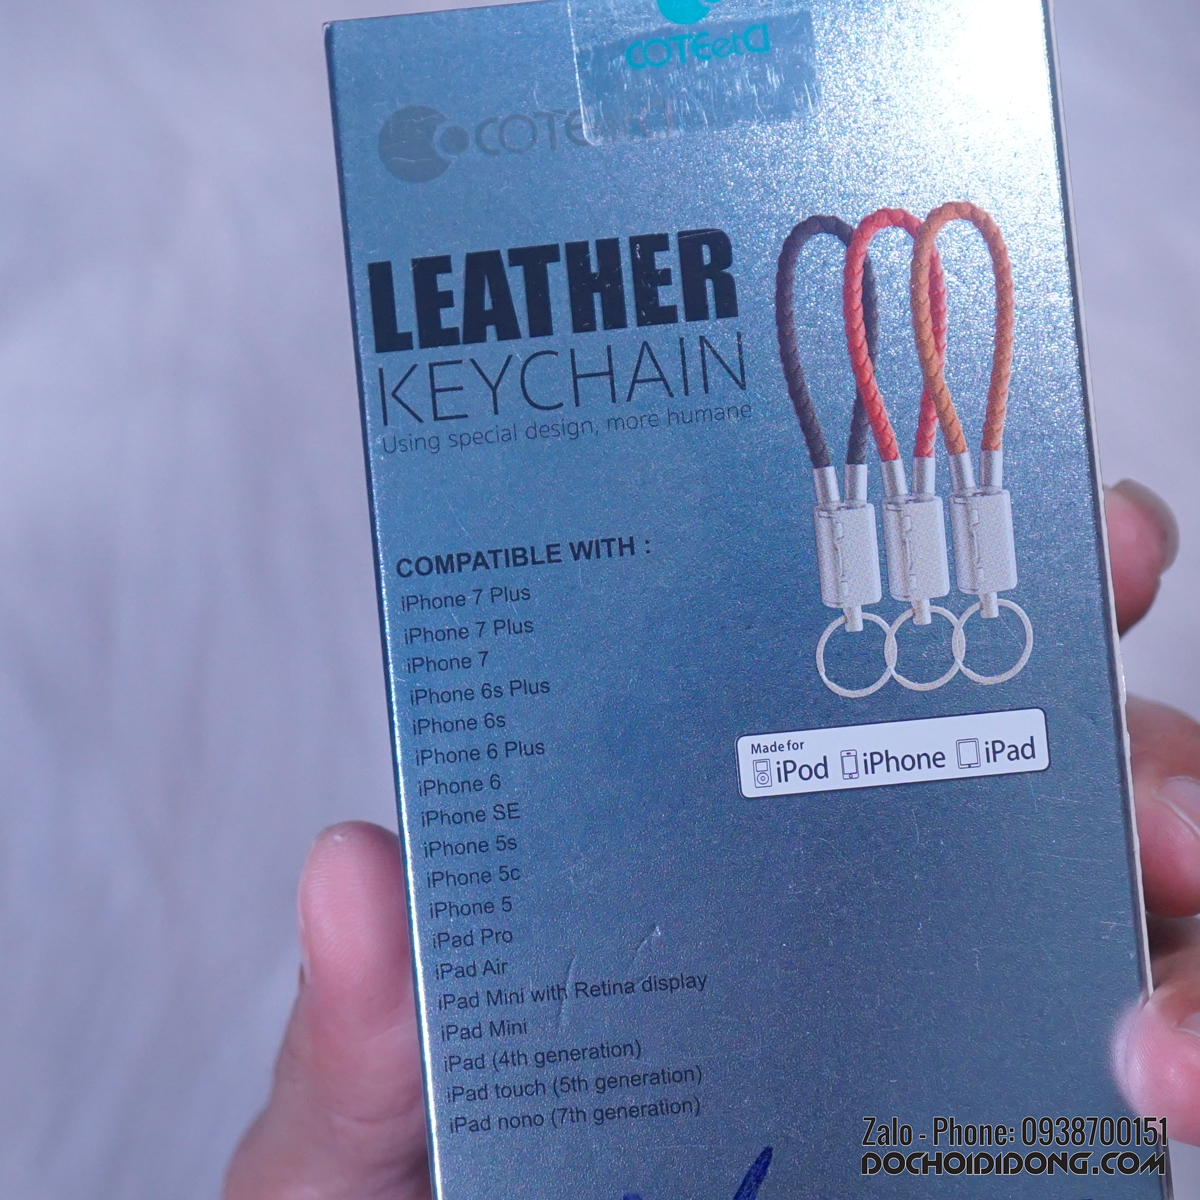 COTEetCI
COTE
LEATHER
KEYCHAIN
Using special design, more humane
COMPATIBLE WITH :
iPhone 7 Plus
iPhone 7 Plus
iPhone 7
iPhone 6s Plus
iPhone 6s
iPhone 6 Plus
iPhone 6
iPhone SE
iPhone 5s
iPhone 5c
iPhone 5
iPad Pro
iPad Air
iPad Mini with Retina display
iPad Mini
iPad (4th generation)
iPad touch (5th generation)
iPad nono (7th generation)
Made for
iPod iPhone iPad
Zalo - Phone: 0938700151
DOCHOIDIDONG.COM